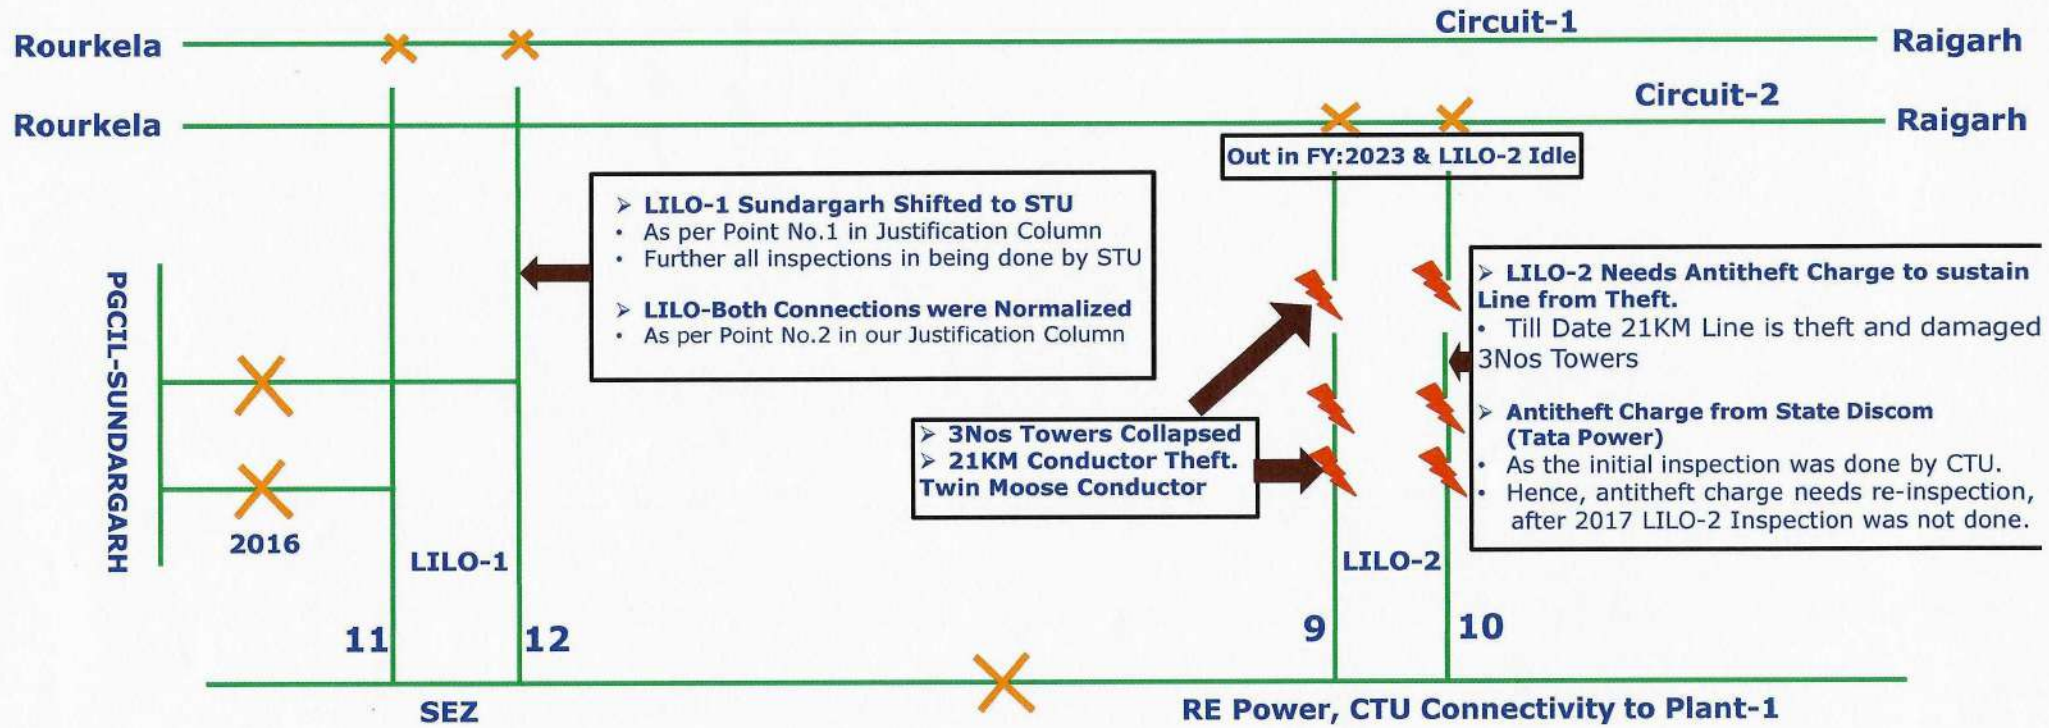 Circuit-1
Rourkela
Raigarh
Circuit-2
Rourkela
Raigarh
Out in FY:2023 & LILO-2 Idle
➢ LILO-1 Sundargarh Shifted to STU
• As per Point No.1 in Justification Column
• Further all inspections in being done by STU
➢ LILO-Both Connections were Normalized
• As per Point No.2 in our Justification Column
➢ LILO-2 Needs Antitheft Charge to sustain
Line from Theft.
• Till Date 21KM Line is theft and damaged
3Nos Towers
➢ Antitheft Charge from State Discom
(Tata Power)
• As the initial inspection was done by CTU.
• Hence, antitheft charge needs re-inspection,
after 2017 LILO-2 Inspection was not done.
➢ 3Nos Towers Collapsed
➢ 21KM Conductor Theft.
Twin Moose Conductor
PGCIL-SUNDARGARH
2016
LILO-1
LILO-2
11
12
9
10
SEZ
RE Power, CTU Connectivity to Plant-1